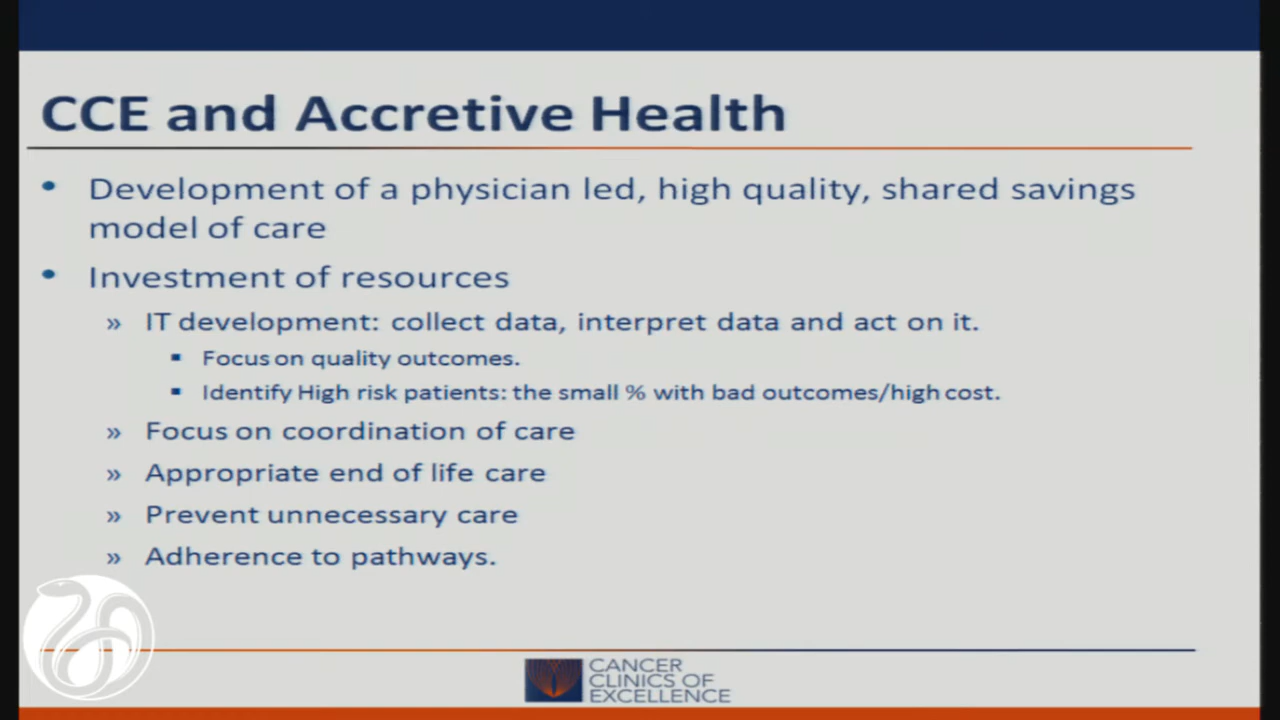 CCE and Accretive Health
• Development of a physician led, high quality, shared savings
model of care
• Investment of resources
» IT development: collect data, interpret data and act on it.
▪ Focus on quality outcomes.
▪ Identify High risk patients: the small % with bad outcomes/high cost.
» Focus on coordination of care
» Appropriate end of life care
» Prevent unnecessary care
» Adherence to pathways.
CANCER
CLINICS OF
EXCELLENCE